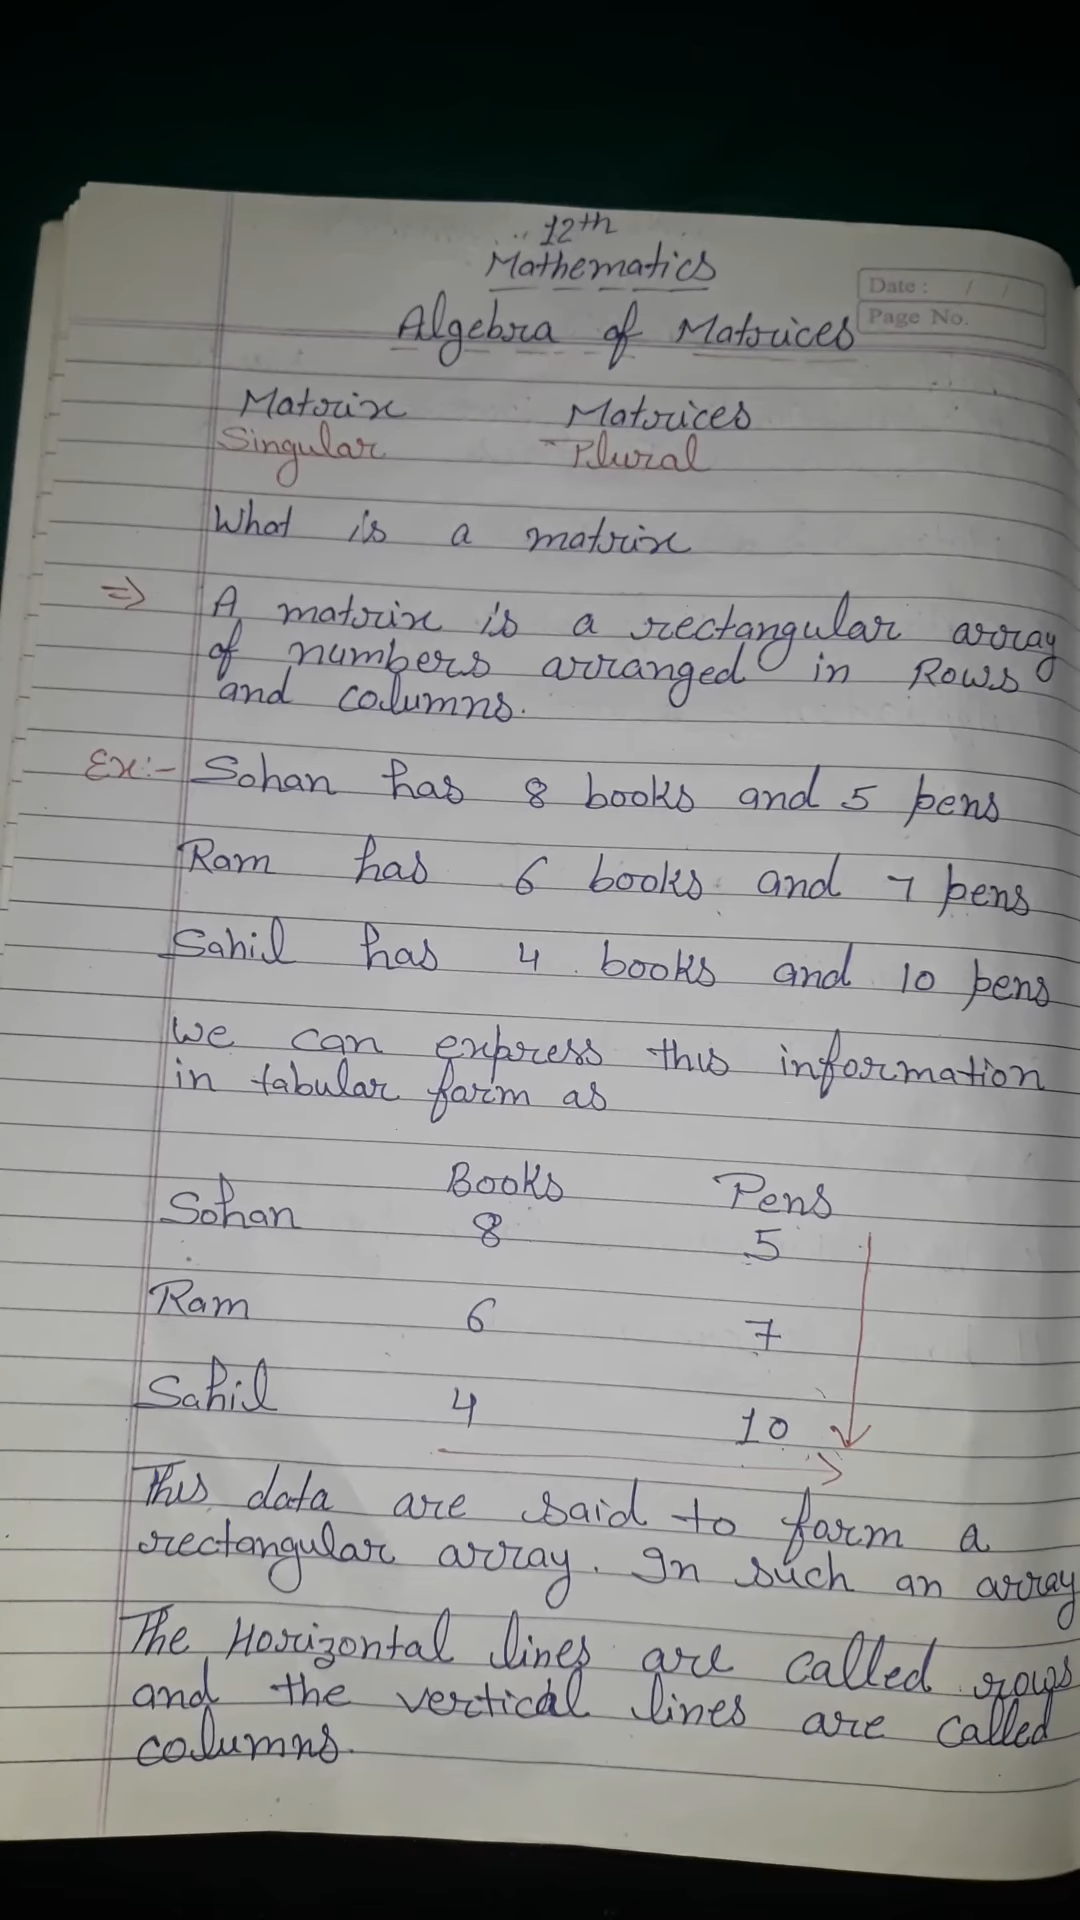 12th
Mathematics
Date : / /
Page No.
Algebra of Matrices
Matrix Matrices
Singular Plural
What is a matrix
⇒ A matrix is a rectangular array
of numbers arranged in Rows
and columns.
Ex:- Sohan has 8 books and 5 pens
Ram has 6 books and 7 pens
Sahil has 4 books and 10 pens
We can express this information
in tabular form as
Books Pens
Sohan 8 5
Ram 6 7
Sahil 4 10
This data are said to form a
rectangular array. In such an array
The Horizontal lines are called rows
and the vertical lines are called
columns.